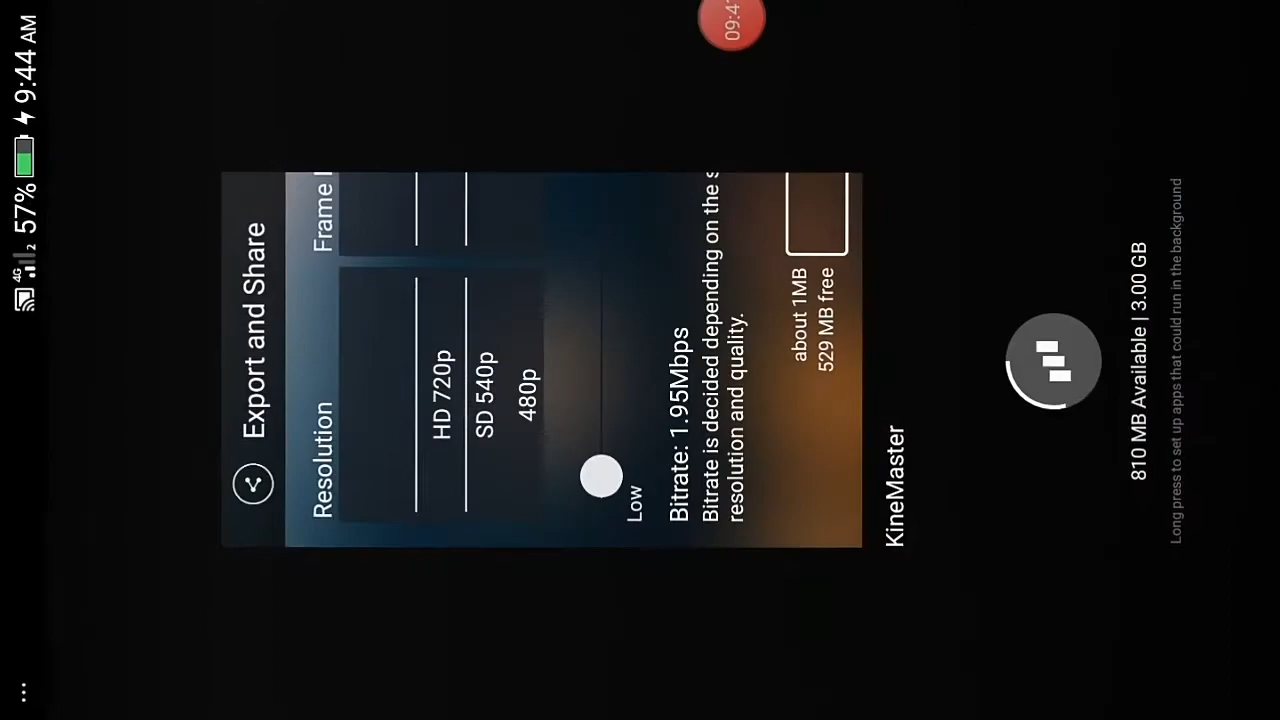 ...
4G 2 57% 9:44 AM
09:4
Export and Share
Resolution
Frame
HD 720p
SD 540p
480p
Low
Bitrate: 1.95Mbps
Bitrate is decided depending on the s
resolution and quality.
about 1MB
529 MB free
KineMaster
810 MB Available | 3.00 GB
Long press to set up apps that could run in the background